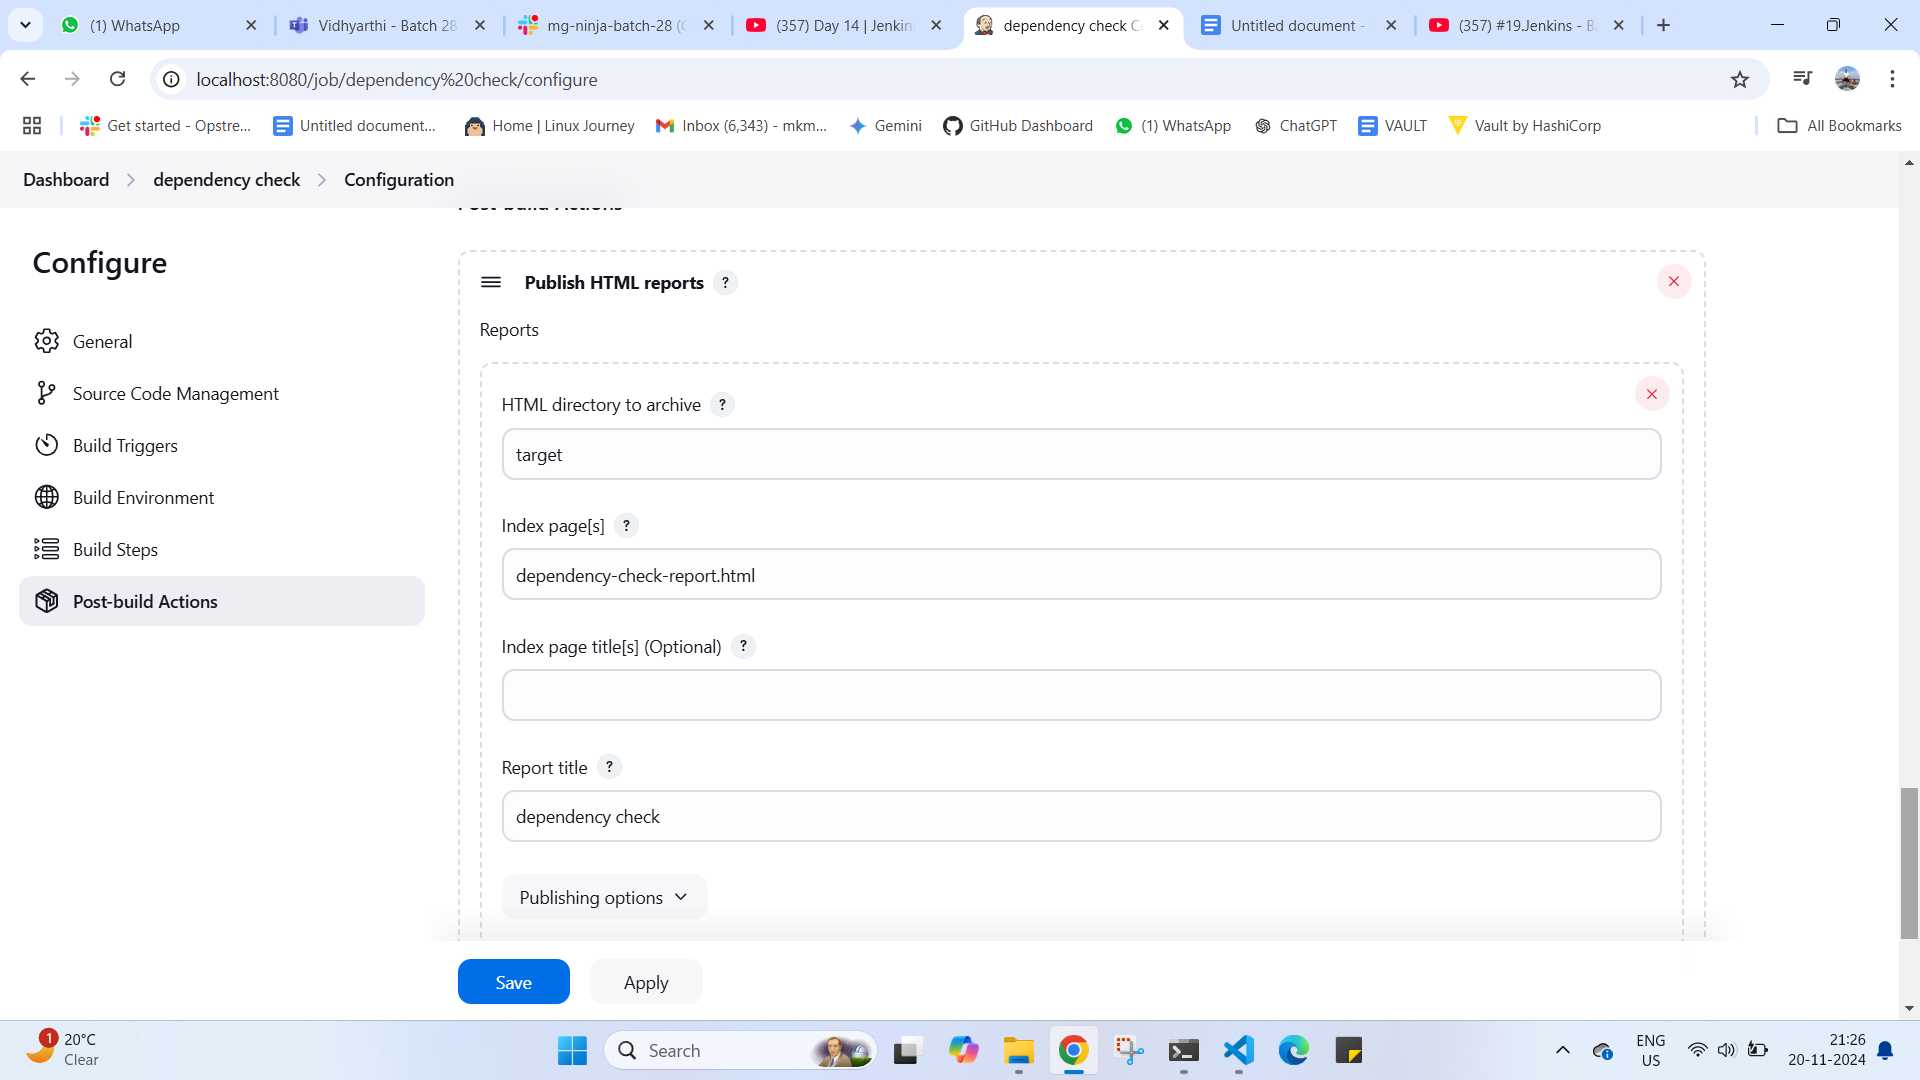 (1) WhatsApp
Vidhyarthi - Batch 28
mg-ninja-batch-28 (C
(357) Day 14 | Jenkins
dependency check C
Untitled document -
(357) #19.Jenkins - B
localhost:8080/job/dependency%20check/configure
Get started - Opstre...
Untitled document...
Home | Linux Journey
Inbox (6,343) - mkm...
Gemini
GitHub Dashboard
(1) WhatsApp
ChatGPT
VAULT
Vault by HashiCorp
All Bookmarks
Dashboard
dependency check
Configuration
Post-build Actions
Configure
General
Source Code Management
Build Triggers
Build Environment
Build Steps
Post-build Actions
Publish HTML reports ?
Reports
HTML directory to archive ?
target
Index page[s] ?
dependency-check-report.html
Index page title[s] (Optional) ?
Report title ?
dependency check
Publishing options
Save
Apply
1
20°C
Clear
Search
ENG
US
21:26
20-11-2024